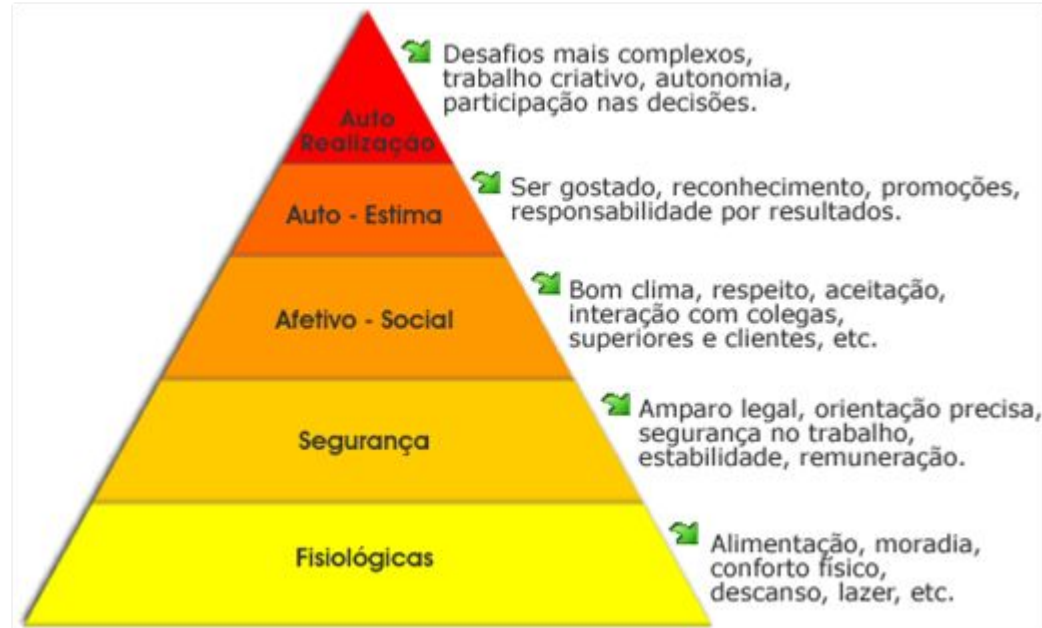 Desafios mais complexos,
trabalho criativo, autonomia,
participação nas decisões.
Auto
Realização
Ser gostado, reconhecimento, promoções,
responsabilidade por resultados.
Auto - Estima
Bom clima, respeito, aceitação,
interação com colegas,
superiores e clientes, etc.
Afetivo - Social
Amparo legal, orientação precisa,
segurança no trabalho,
estabilidade, remuneração.
Segurança
Alimentação, moradia,
conforto físico,
descanso, lazer, etc.
Fisiológicas